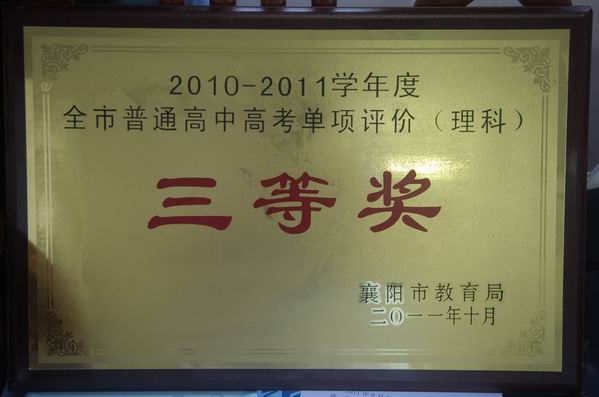 2010-2011学年度
全市普通高中高考单项评价（理科）
三等奖
襄阳市教育局
二〇一一年十月